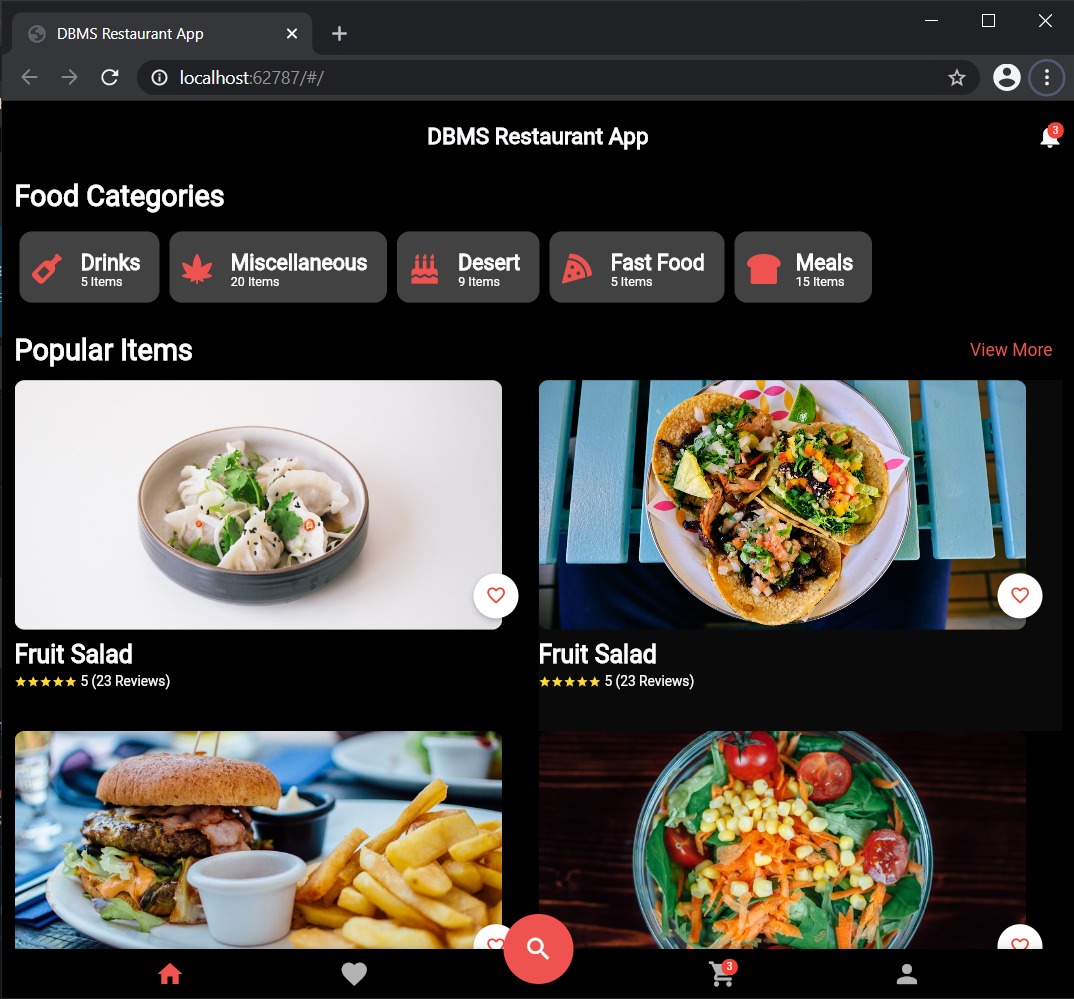 DBMS Restaurant App
localhost:62787/#/
DBMS Restaurant App
3
Food Categories
Drinks
5 Items
Miscellaneous
20 Items
Desert
9 Items
Fast Food
5 Items
Meals
15 Items
Popular Items
View More
Fruit Salad
5 (23 Reviews)
Fruit Salad
5 (23 Reviews)
3